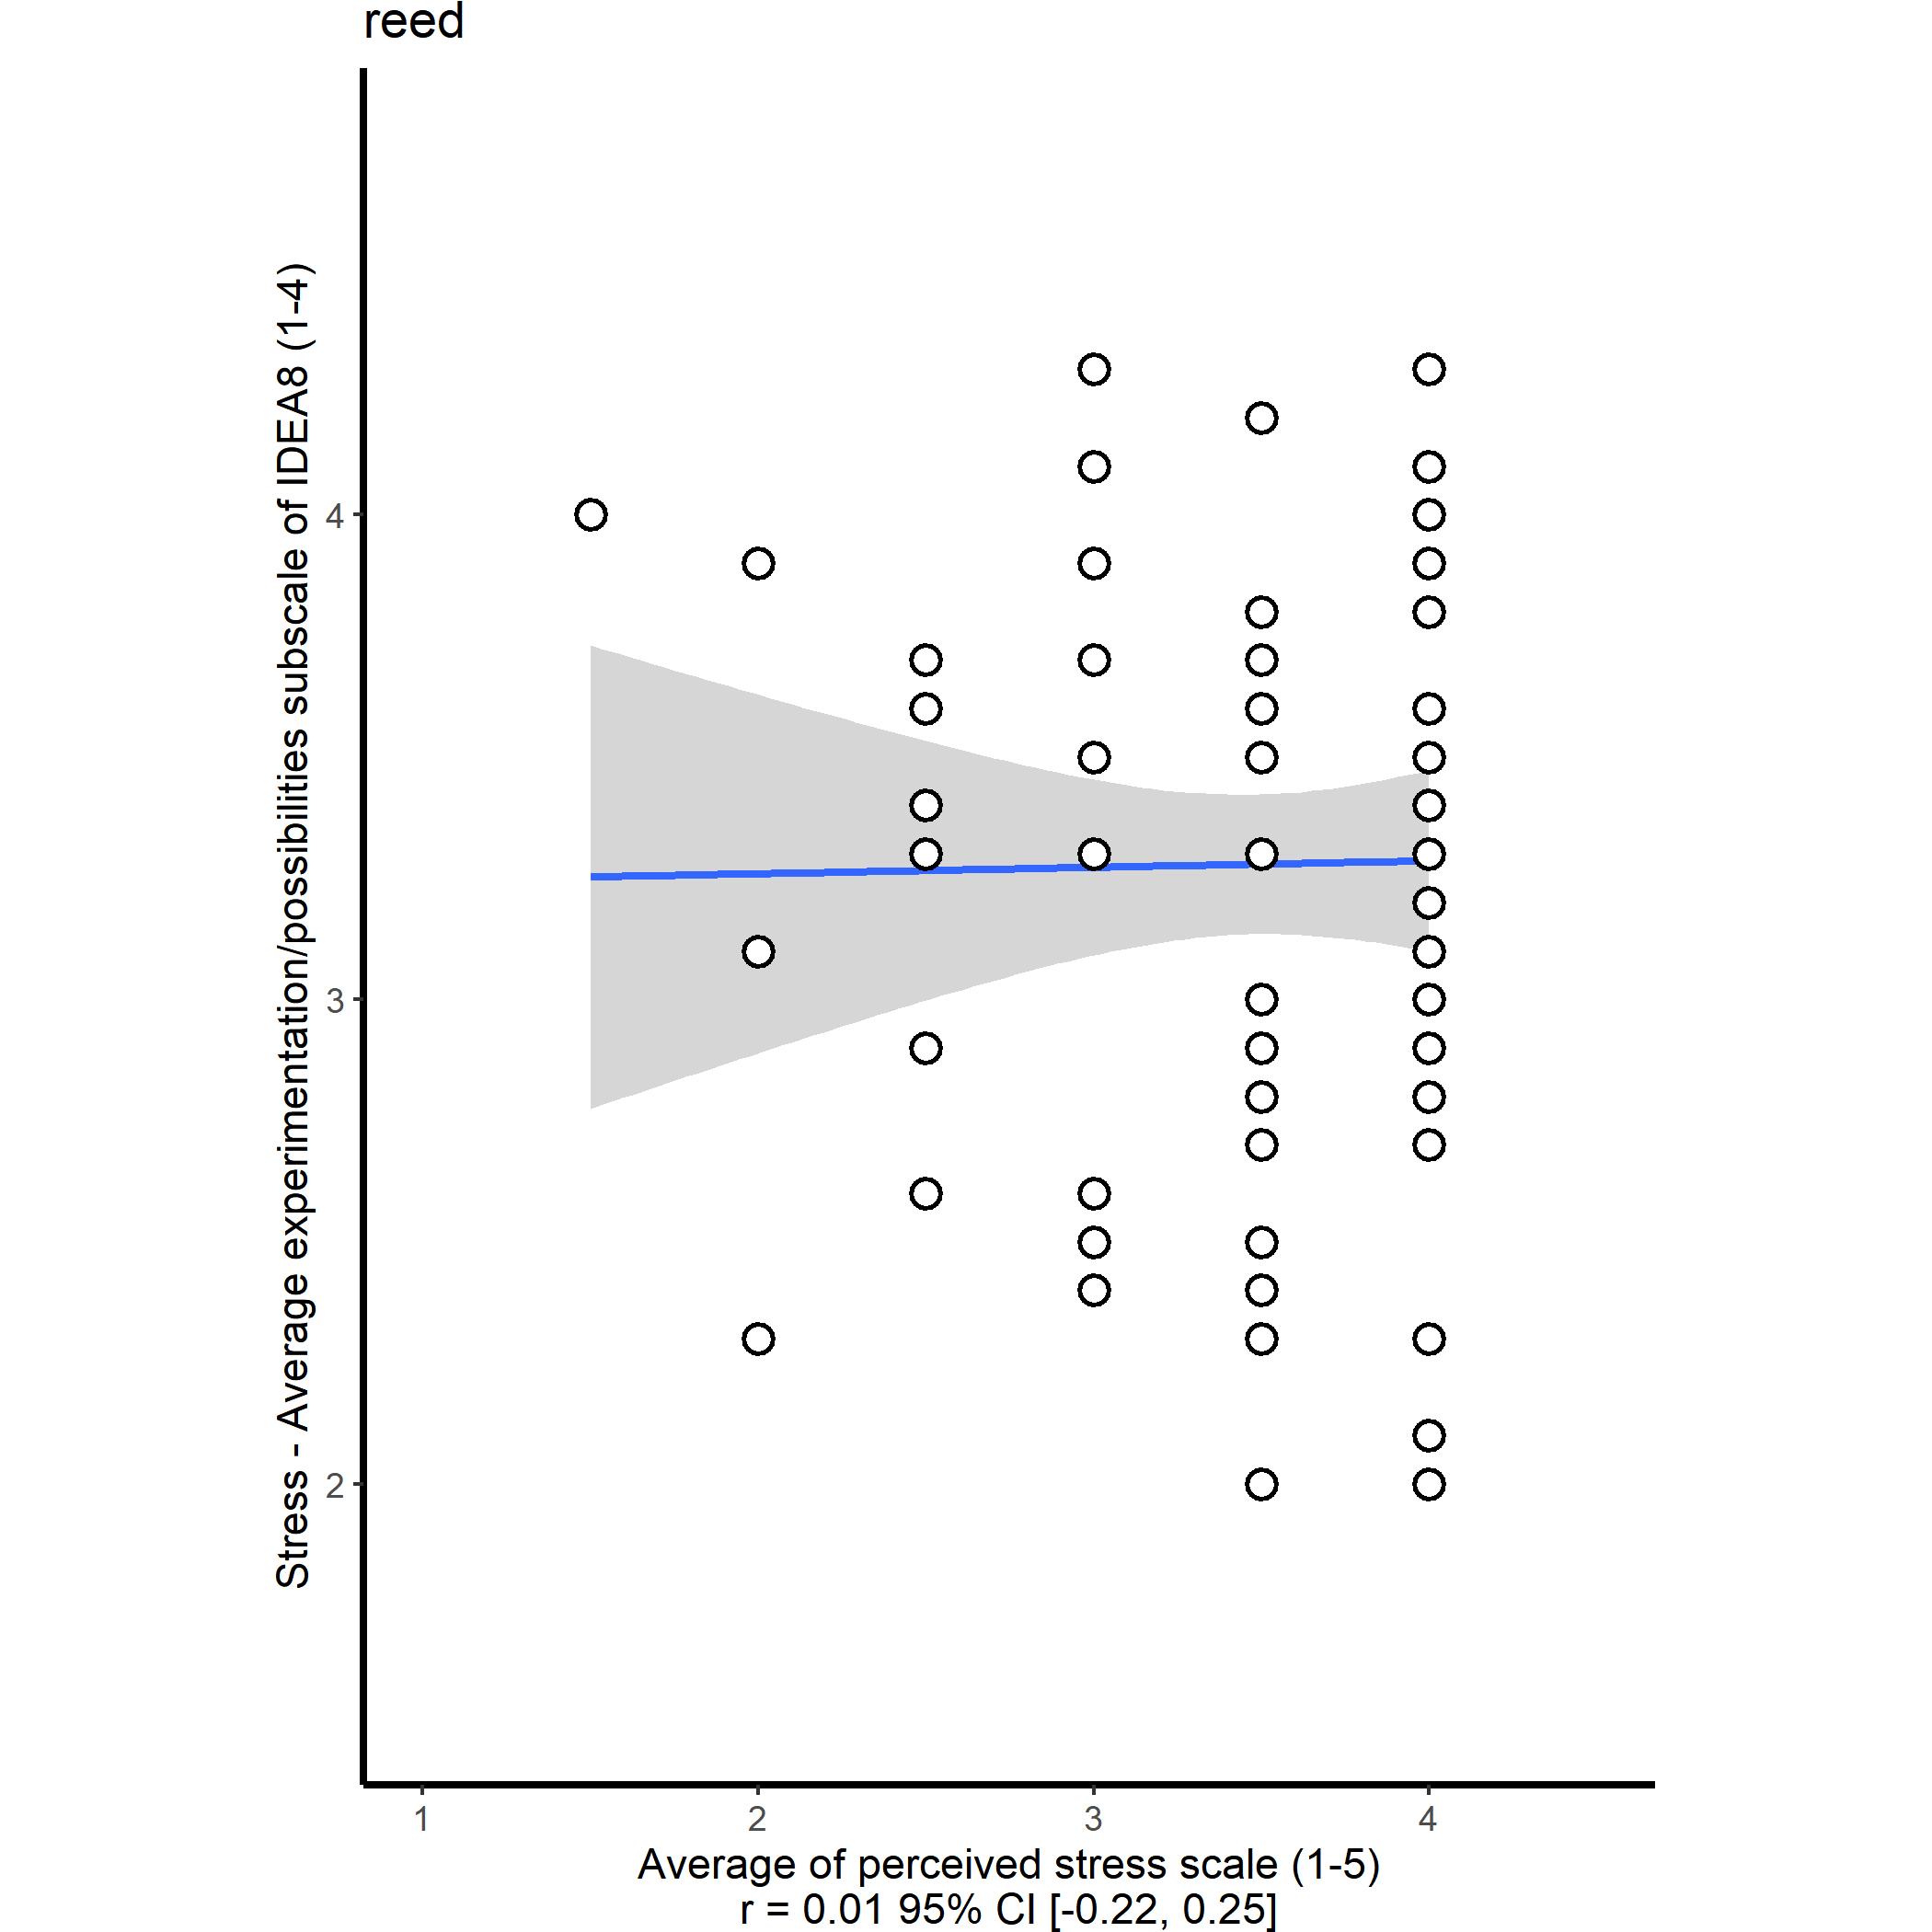 reed
Stress - Average experimentation/possibilities subscale of IDEA8 (1-4)
4
3
2
1 2 3 4
Average of perceived stress scale (1-5)
r = 0.01 95% CI [-0.22, 0.25]